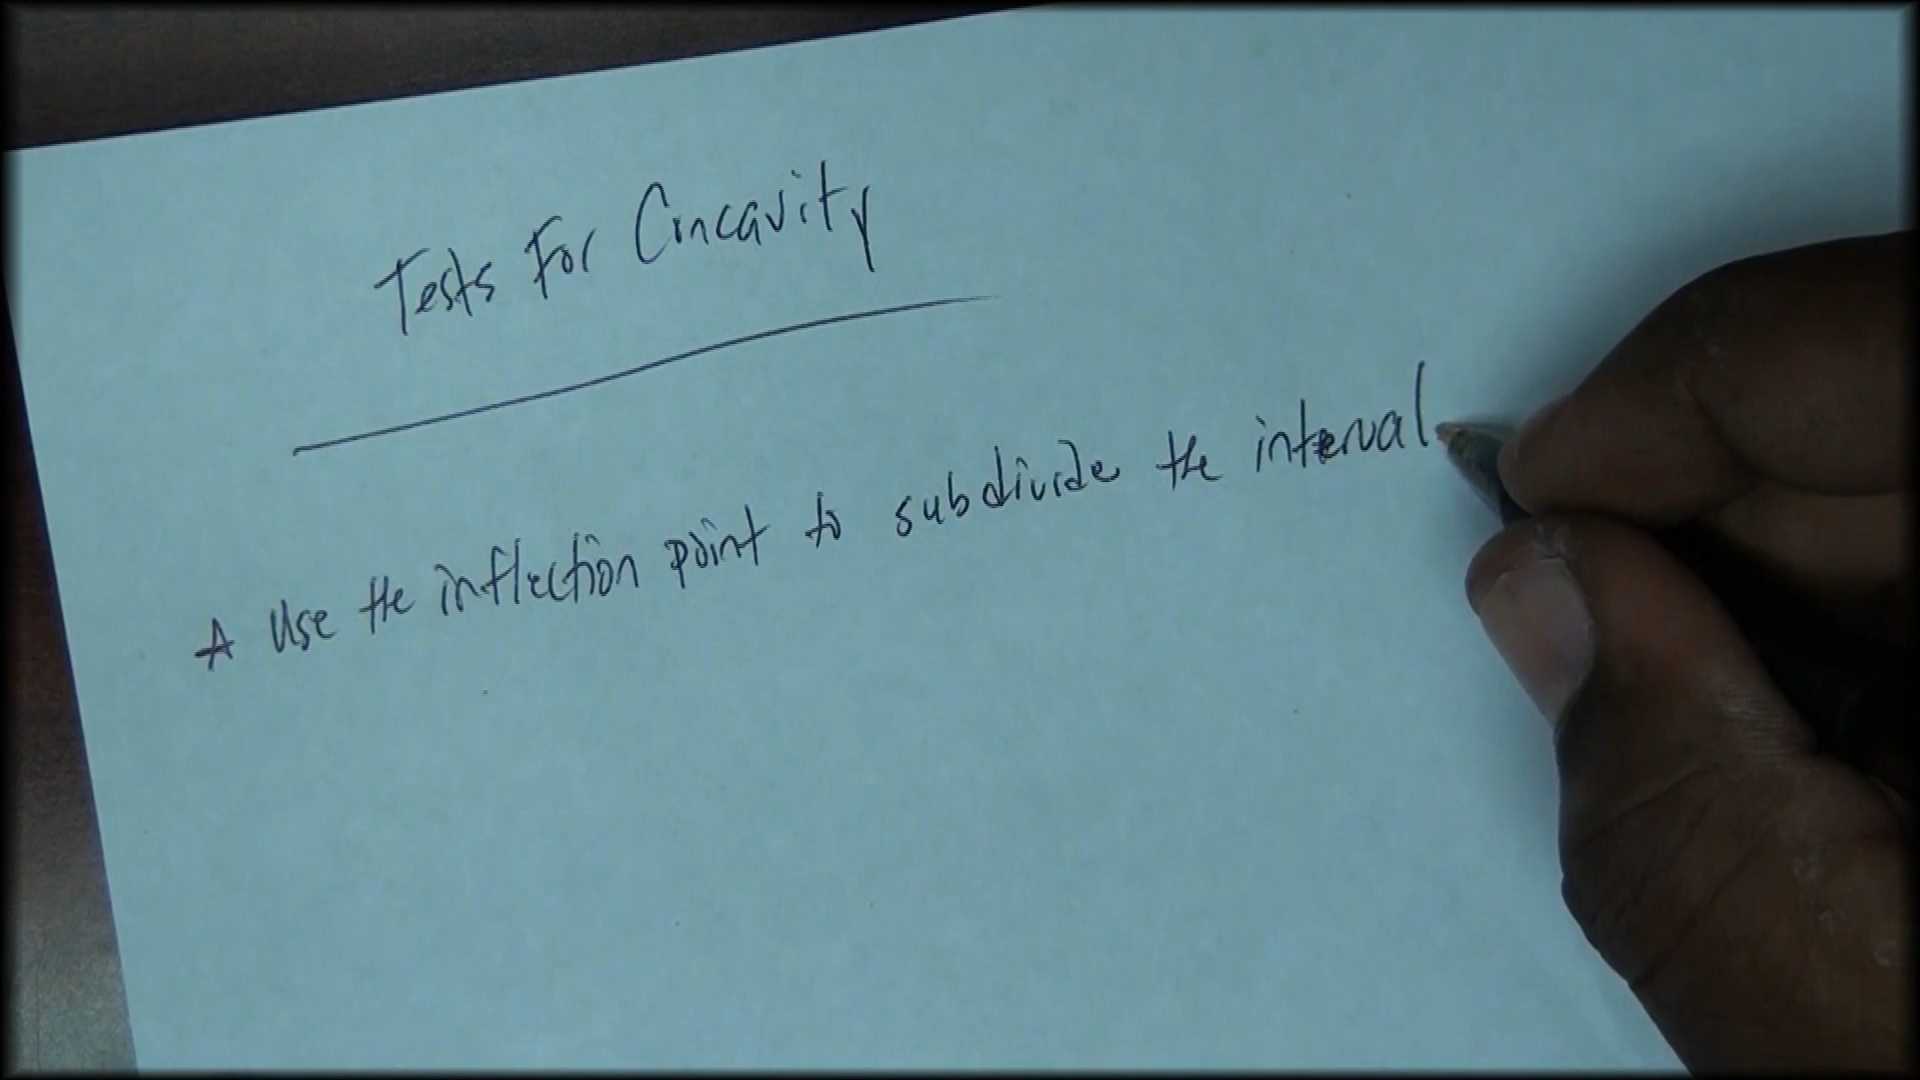 Tests For Concavity
* Use the inflection point to subdivide the interval